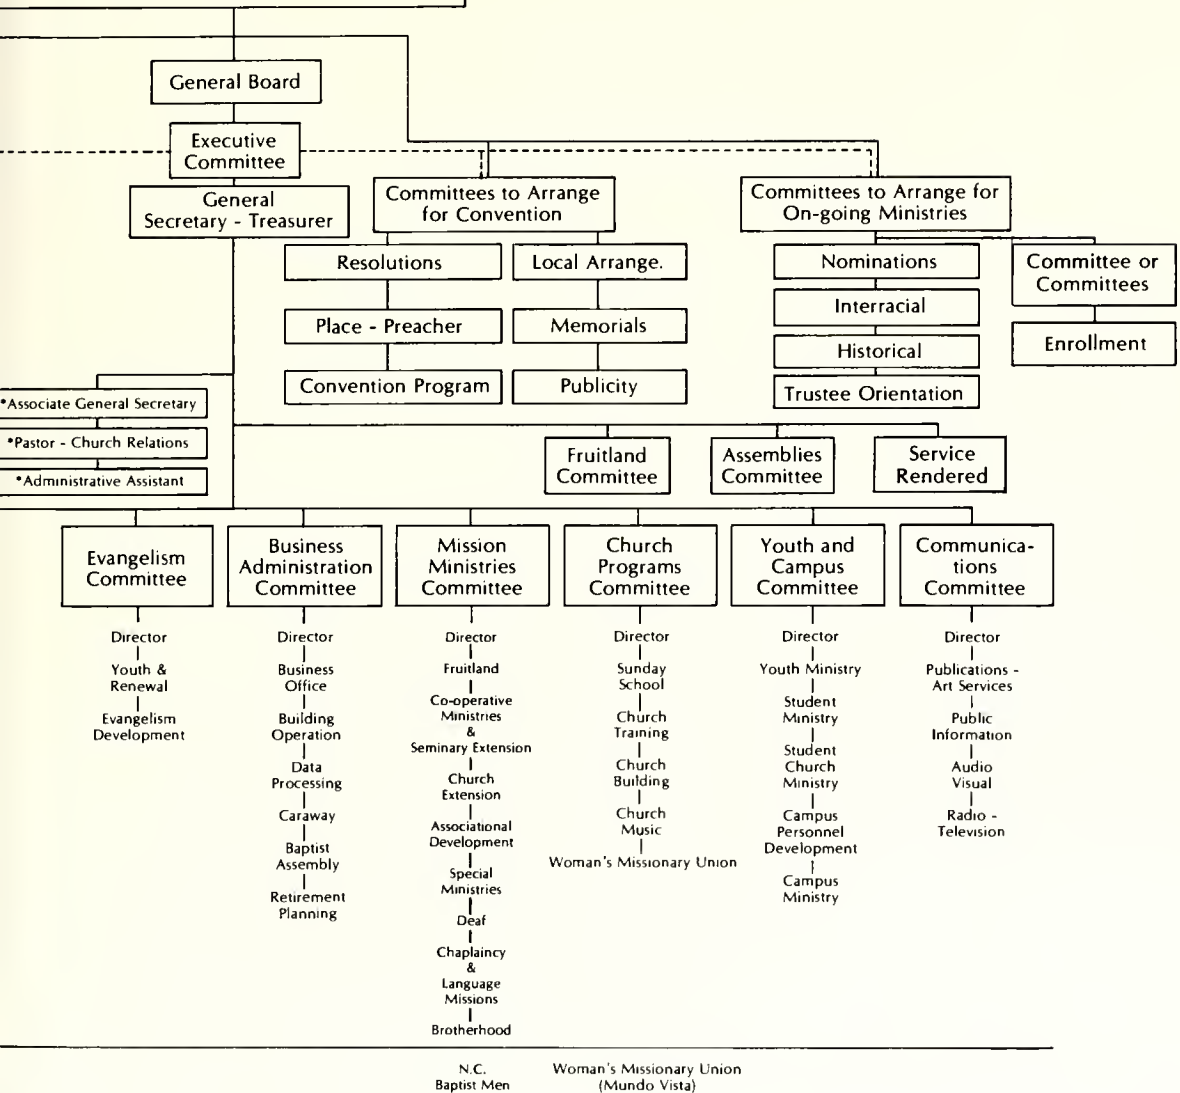 General Board
Executive
Committee
General
Secretary - Treasurer
Committees to Arrange
for Convention
Committees to Arrange for
On-going Ministries
Resolutions
Local Arrange.
Nominations
Committee or
Committees
Interracial
Place - Preacher
Memorials
Historical
Enrollment
Convention Program
Publicity
Trustee Orientation
*Associate General Secretary
*Pastor - Church Relations
*Administrative Assistant
Fruitland
Committee
Assemblies
Committee
Service
Rendered
Evangelism
Committee
Director
Youth &
Renewal
Evangelism
Development
Business
Administration
Committee
Director
Business
Office
Building
Operation
Data
Processing
Caraway
Baptist
Assembly
Retirement
Planning
Mission
Ministries
Committee
Director
Fruitland
Co-operative
Ministries
&
Seminary Extension
Church
Extension
Associational
Development
Special
Ministries
Deaf
Chaplaincy
&
Language
Missions
Brotherhood
Church
Programs
Committee
Director
Sunday
School
Church
Training
Church
Building
Church
Music
Woman's Missionary Union
Youth and
Campus
Committee
Director
Youth Ministry
Student
Ministry
Student
Church
Ministry
Campus
Personnel
Development
Campus
Ministry
Communica-
tions
Committee
Director
Publications -
Art Services
Public
Information
Audio
Visual
Radio -
Television
N.C.
Baptist Men
Woman's Missionary Union
(Mundo Vista)